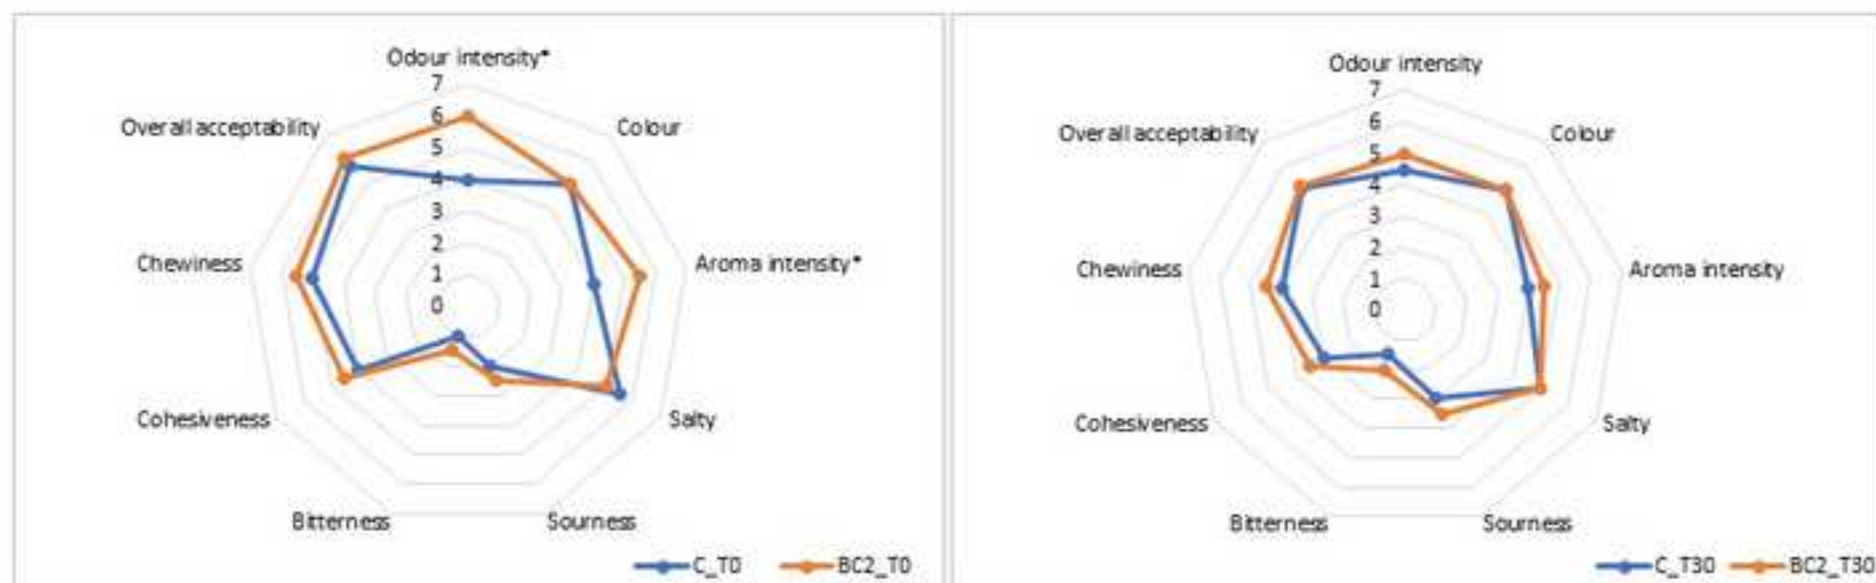 Odour intensity*
7
6
5
4
3
2
1
0
Colour
Aroma intensity*
Salty
Sourness
Bitterness
Cohesiveness
Chewiness
Overall acceptability
C_T0
BC2_T0
Odour intensity
7
6
5
4
3
2
1
0
Colour
Aroma intensity
Salty
Sourness
Bitterness
Cohesiveness
Chewiness
Overall acceptability
C_T30
BC2_T30